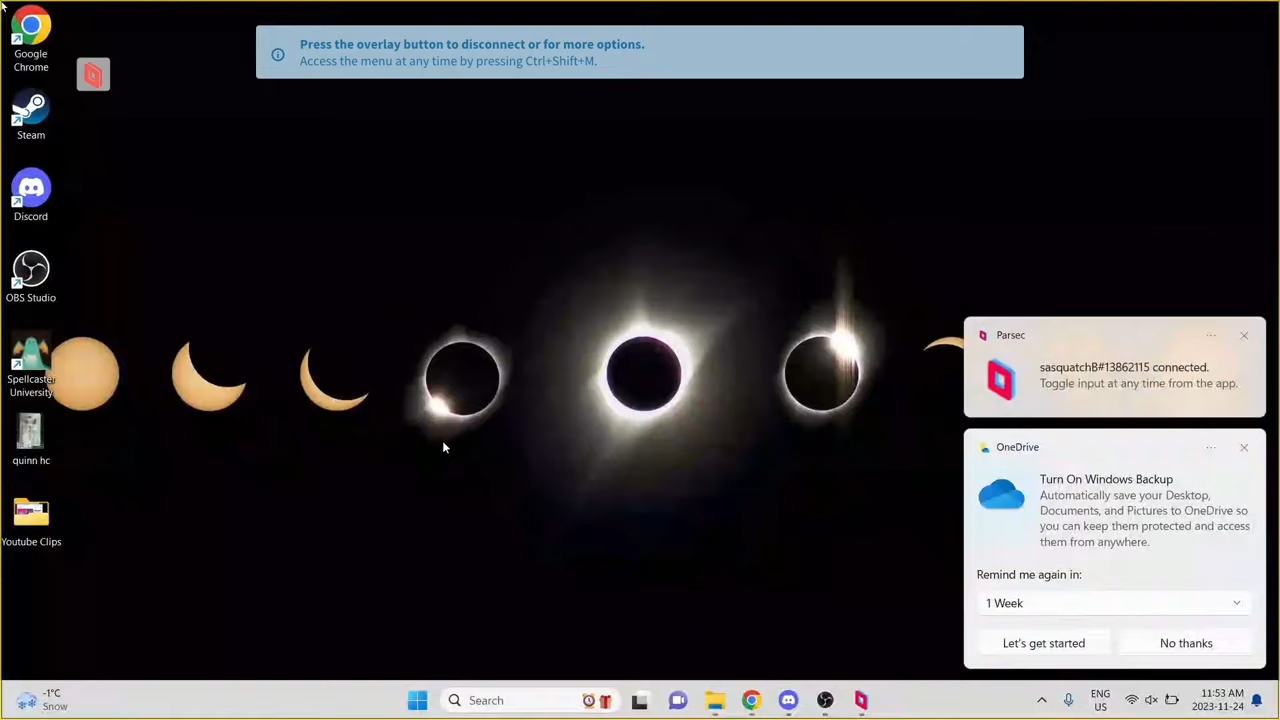 Google
Chrome
Steam
Discord
OBS Studio
Spellcaster
University
quinn hc
Youtube Clips
Press the overlay button to disconnect or for more options.
Access the menu at any time by pressing Ctrl+Shift+M.
Parsec
sasquatchB#13862115 connected.
Toggle input at any time from the app.
OneDrive
Turn On Windows Backup
Automatically save your Desktop,
Documents, and Pictures to OneDrive so
you can keep them protected and access
them from anywhere.
Remind me again in:
1 Week
Let's get started
No thanks
-1°C
Snow
Search
ENG
US
11:53 AM
2023-11-24